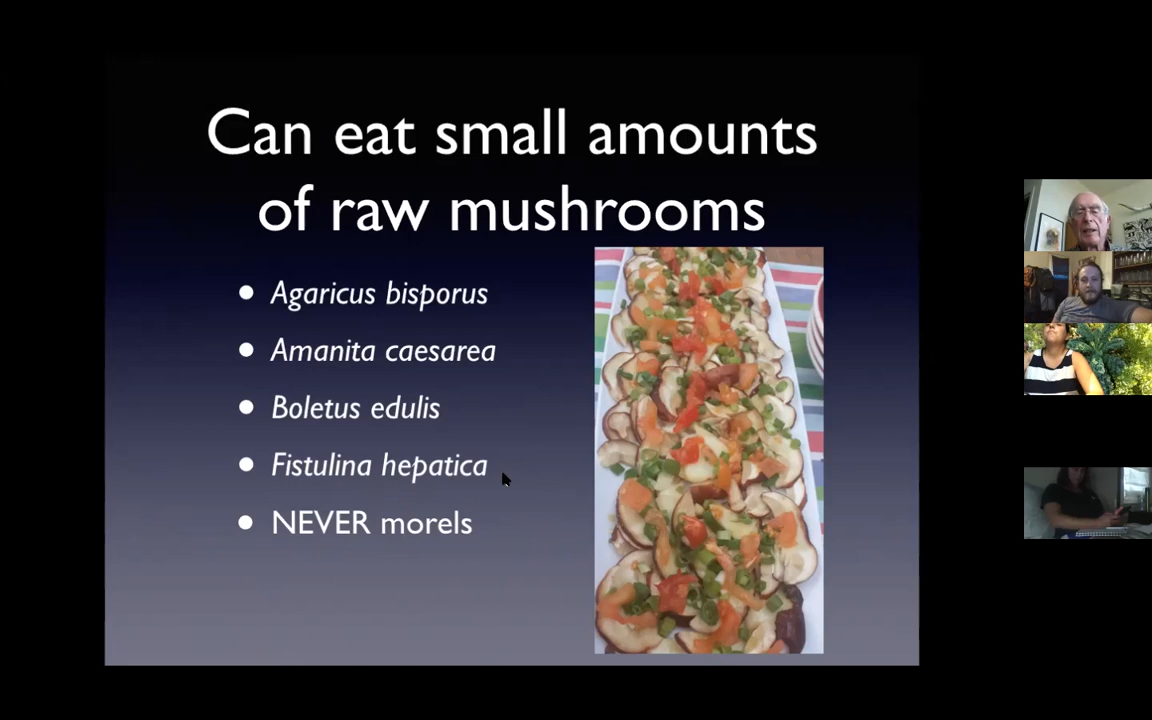 Can eat small amounts
of raw mushrooms
Agaricus bisporus
Amanita caesarea
Boletus edulis
Fistulina hepatica
NEVER morels